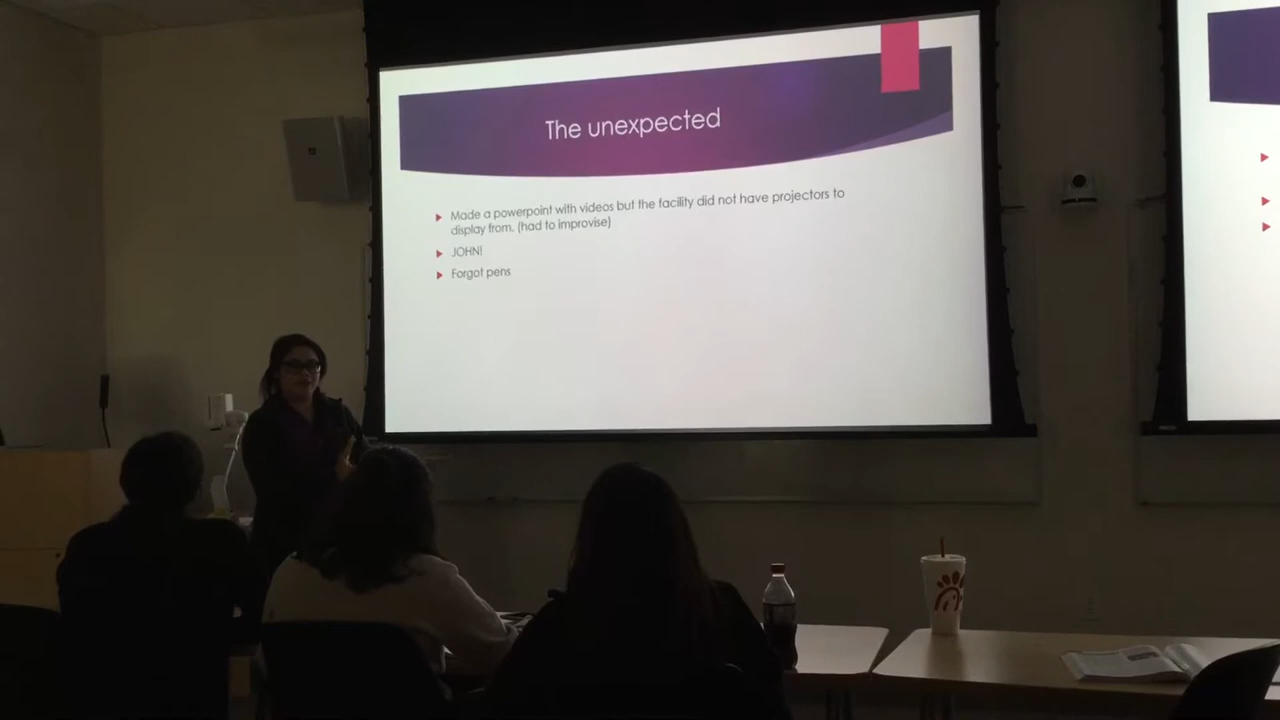 The unexpected
Made a powerpoint with videos but the facility did not have projectors to
display from. (had to improvise)
JOHN!
Forgot pens